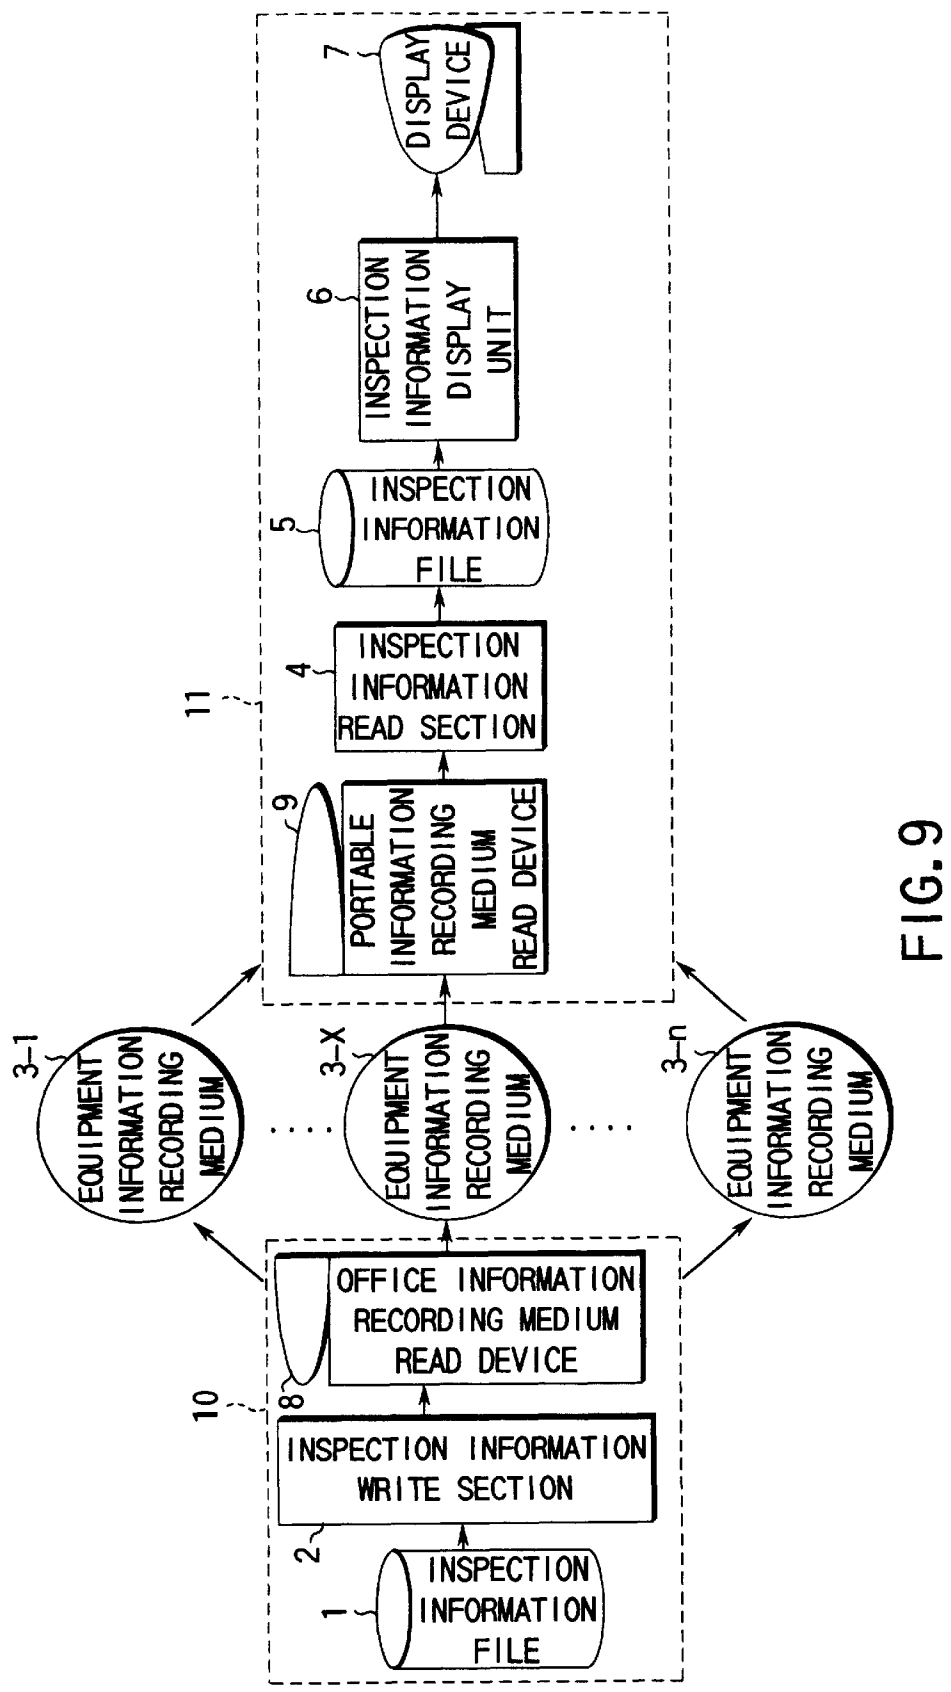 10
1
INSPECTION
INFORMATION
FILE
2
INSPECTION INFORMATION
WRITE SECTION
8
OFFICE INFORMATION
RECORDING MEDIUM
READ DEVICE
3-1
EQUIPMENT
INFORMATION
RECORDING
MEDIUM
. . . .
3-X
EQUIPMENT
INFORMATION
RECORDING
MEDIUM
. . . .
3-n
EQUIPMENT
INFORMATION
RECORDING
MEDIUM
11
9
PORTABLE
INFORMATION
RECORDING
MEDIUM
READ DEVICE
4
INSPECTION
INFORMATION
READ SECTION
5
INSPECTION
INFORMATION
FILE
6
INSPECTION
INFORMATION
DISPLAY
UNIT
7
DISPLAY
DEVICE
FIG. 9